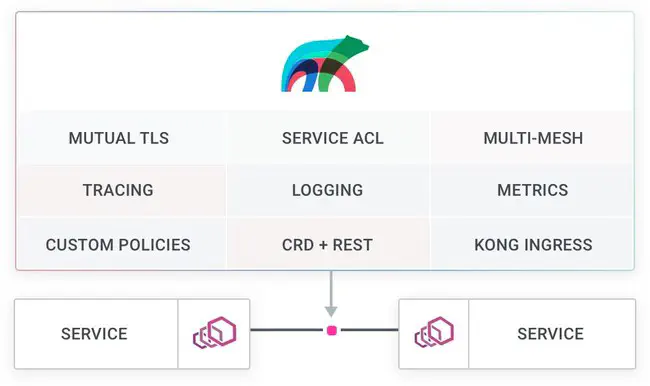 MUTUAL TLS SERVICE ACL MULTI-MESH
TRACING LOGGING METRICS
CUSTOM POLICIES CRD + REST KONG INGRESS
SERVICE SERVICE